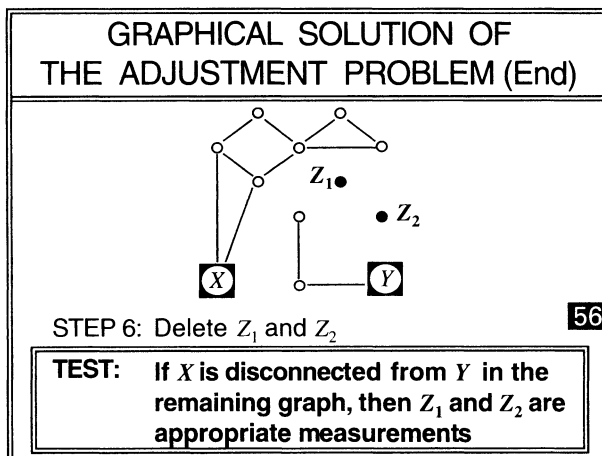 GRAPHICAL SOLUTION OF
THE ADJUSTMENT PROBLEM (End)
Z₁
Z₂
X
Y
56
STEP 6: Delete Z₁ and Z₂
TEST: If X is disconnected from Y in the
remaining graph, then Z₁ and Z₂ are
appropriate measurements